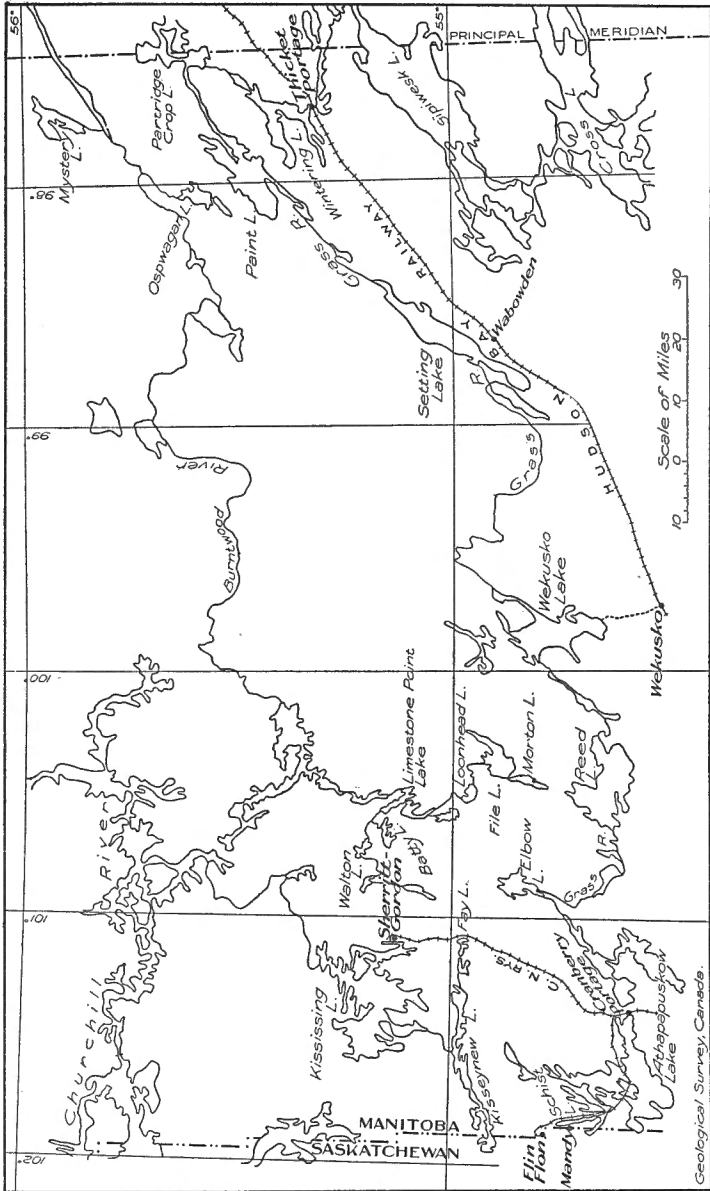 56°
Mystery
L.
Partridge
Crop L.
Thicket
Portage
98°
Ospwagan L.
Paint L.
Wintering L.
Grass R.
Sipiwesk L.
55°
PRINCIPAL MERIDIAN
Cross L.
HUDSON BAY RAILWAY
Wabowden
Setting
Lake
Grass R.
99°
Burntwood River
Scale of Miles
10 0 10 20 30
Wekusko
Lake
Wekusko
100°
Limestone Point
Lake
Loonhead L.
File L.
Morton L.
Reed
L.
Walton
L.
Batty L.
Sherritt-
Gordon
Elbow
L.
Grass R.
Churchill River
101°
Kississing
L.
Fay L.
C. N. RYS.
Cranberry
portage
Kisseynew L.
Athapapuskow
Lake
Schist L.
Flin
Flon
Mandy
MANITOBA
SASKATCHEWAN
102°
Geological Survey, Canada.